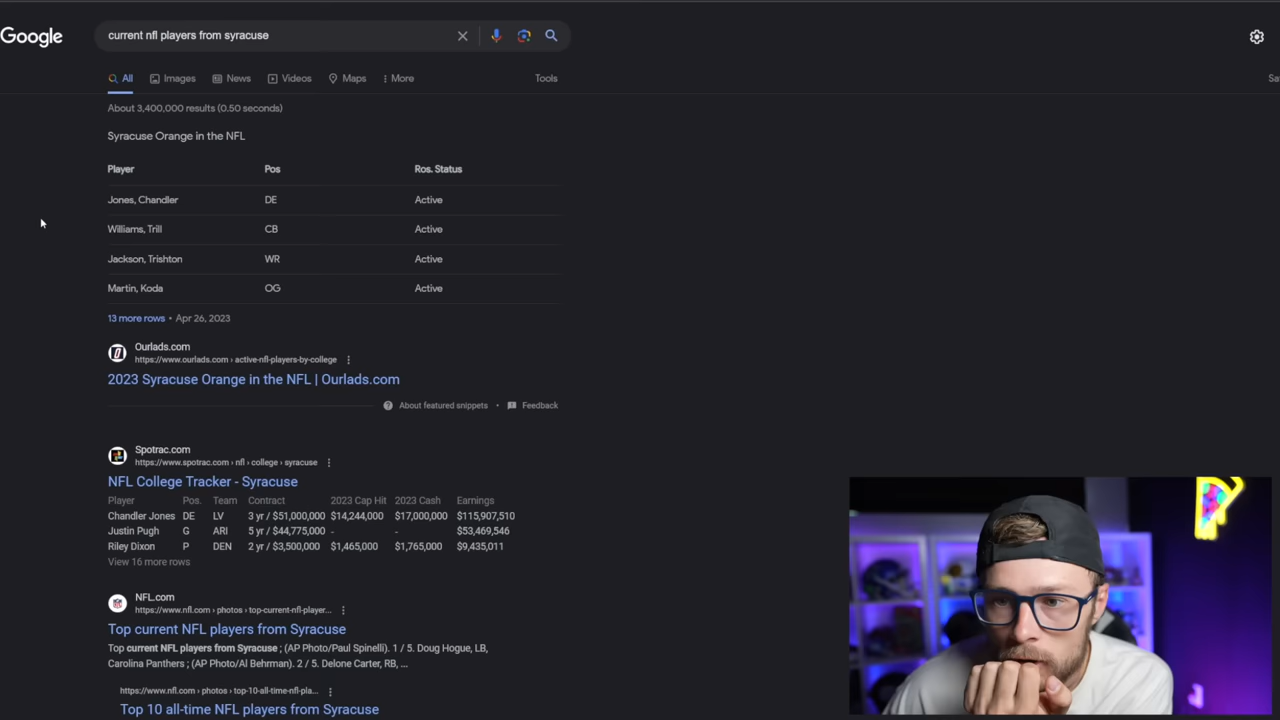 Google
current nfl players from syracuse
All Images News Videos Maps More Tools Sa
About 3,400,000 results (0.50 seconds)
Syracuse Orange in the NFL
Player Pos Ros. Status
Jones, Chandler DE Active
Williams, Trill CB Active
Jackson, Trishton WR Active
Martin, Koda OG Active
13 more rows • Apr 26, 2023
Ourlads.com
https://www.ourlads.com › active-nfl-players-by-college
2023 Syracuse Orange in the NFL | Ourlads.com
About featured snippets • Feedback
Spotrac.com
https://www.spotrac.com › nfl › college › syracuse
NFL College Tracker - Syracuse
Player Pos. Team Contract 2023 Cap Hit 2023 Cash Earnings
Chandler Jones DE LV 3 yr / $51,000,000 $14,244,000 $17,000,000 $115,907,510
Justin Pugh G ARI 5 yr / $44,775,000 - - $53,469,546
Riley Dixon P DEN 2 yr / $3,500,000 $1,465,000 $1,765,000 $9,435,011
View 16 more rows
NFL.com
https://www.nfl.com › photos › top-current-nfl-player...
Top current NFL players from Syracuse
Top current NFL players from Syracuse ; (AP Photo/Paul Spinelli). 1 / 5. Doug Hogue, LB,
Carolina Panthers ; (AP Photo/Al Behrman). 2 / 5. Delone Carter, RB, ...
https://www.nfl.com › photos › top-10-all-time-nfl-pla...
Top 10 all-time NFL players from Syracuse